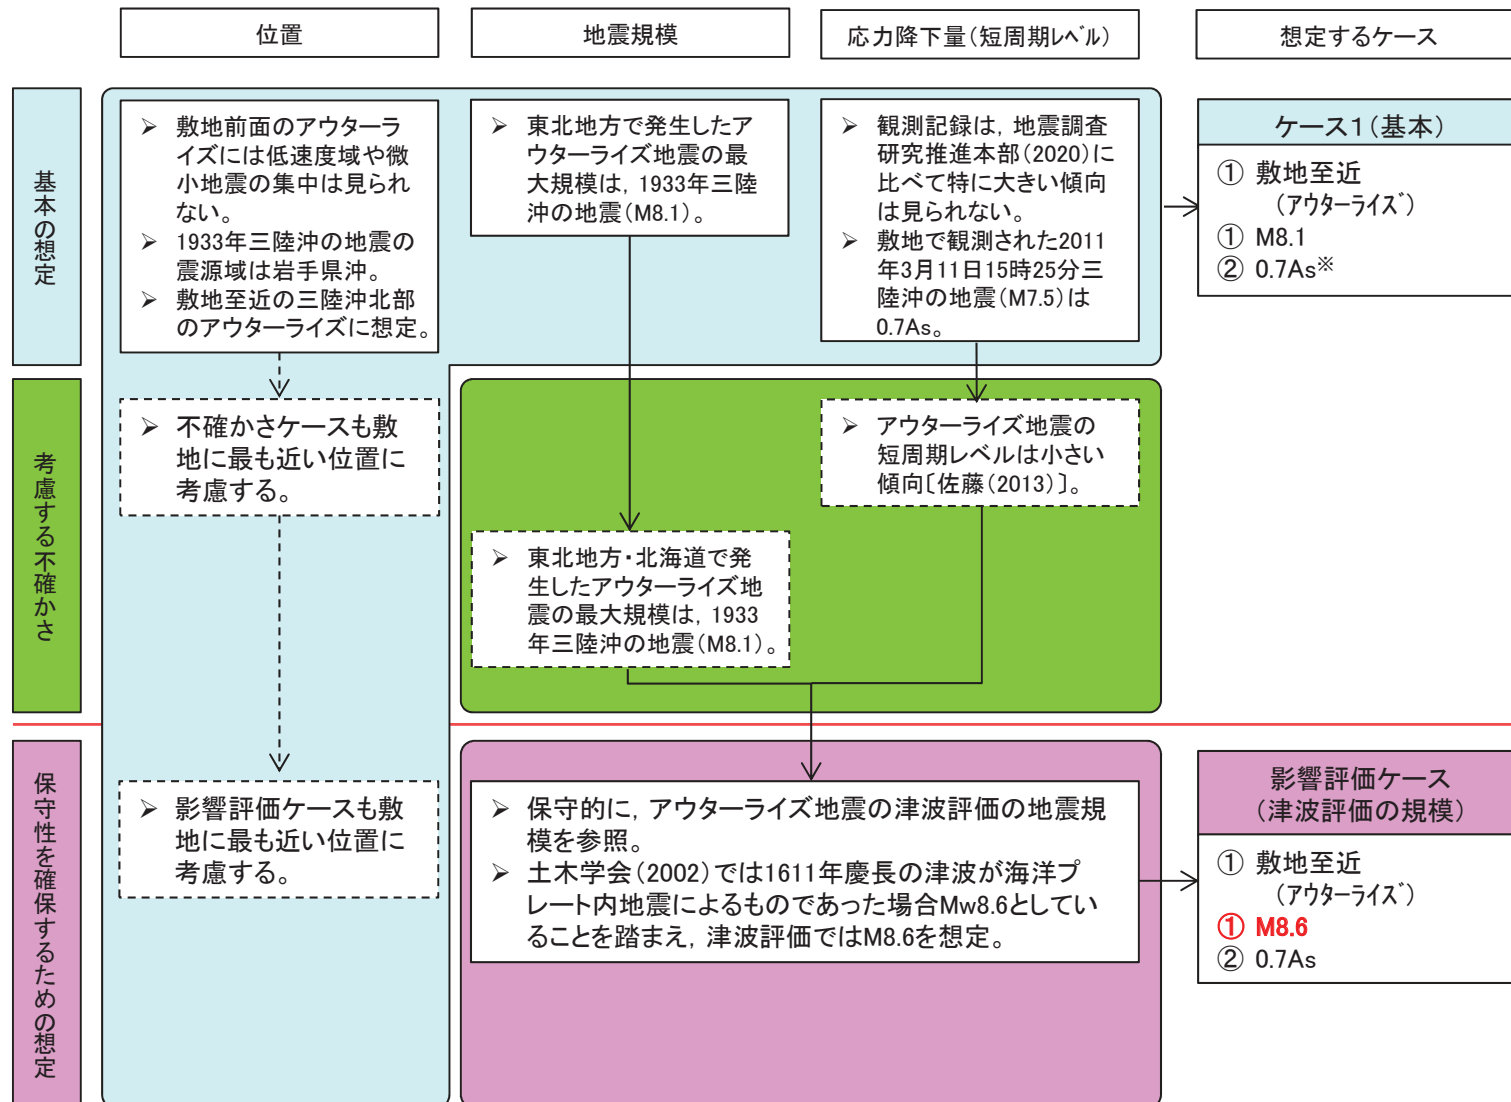 位置
地震規模
応力降下量(短周期レベル)
想定するケース
基本の想定
➢ 敷地前面のアウターラ
イズには低速度域や微
小地震の集中は見られ
ない。
➢ 1933年三陸沖の地震の
震源域は岩手県沖。
➢ 敷地至近の三陸沖北部
のアウターライズに想定。
➢ 東北地方で発生したア
ウターライズ地震の最
大規模は，1933年三陸
沖の地震(M8.1)。
➢ 観測記録は，地震調査
研究推進本部(2020)に
比べて特に大きい傾向
は見られない。
➢ 敷地で観測された2011
年3月11日15時25分三
陸沖の地震(M7.5)は
0.7As。
ケース1(基本)
① 敷地至近
(アウターライズ)
① M8.1
② 0.7As※
考慮する不確かさ
➢ 不確かさケースも敷
地に最も近い位置に
考慮する。
➢ アウターライズ地震の
短周期レベルは小さい
傾向〔佐藤(2013)〕。
➢ 東北地方・北海道で発
生したアウターライズ地
震の最大規模は，1933
年三陸沖の地震(M8.1)。
保守性を確保するための想定
➢ 影響評価ケースも敷
地に最も近い位置に
考慮する。
➢ 保守的に，アウターライズ地震の津波評価の地震規
模を参照。
➢ 土木学会(2002)では1611年慶長の津波が海洋プ
レート内地震によるものであった場合Mw8.6としてい
ることを踏まえ，津波評価ではM8.6を想定。
影響評価ケース
(津波評価の規模)
① 敷地至近
(アウターライズ)
① M8.6
② 0.7As